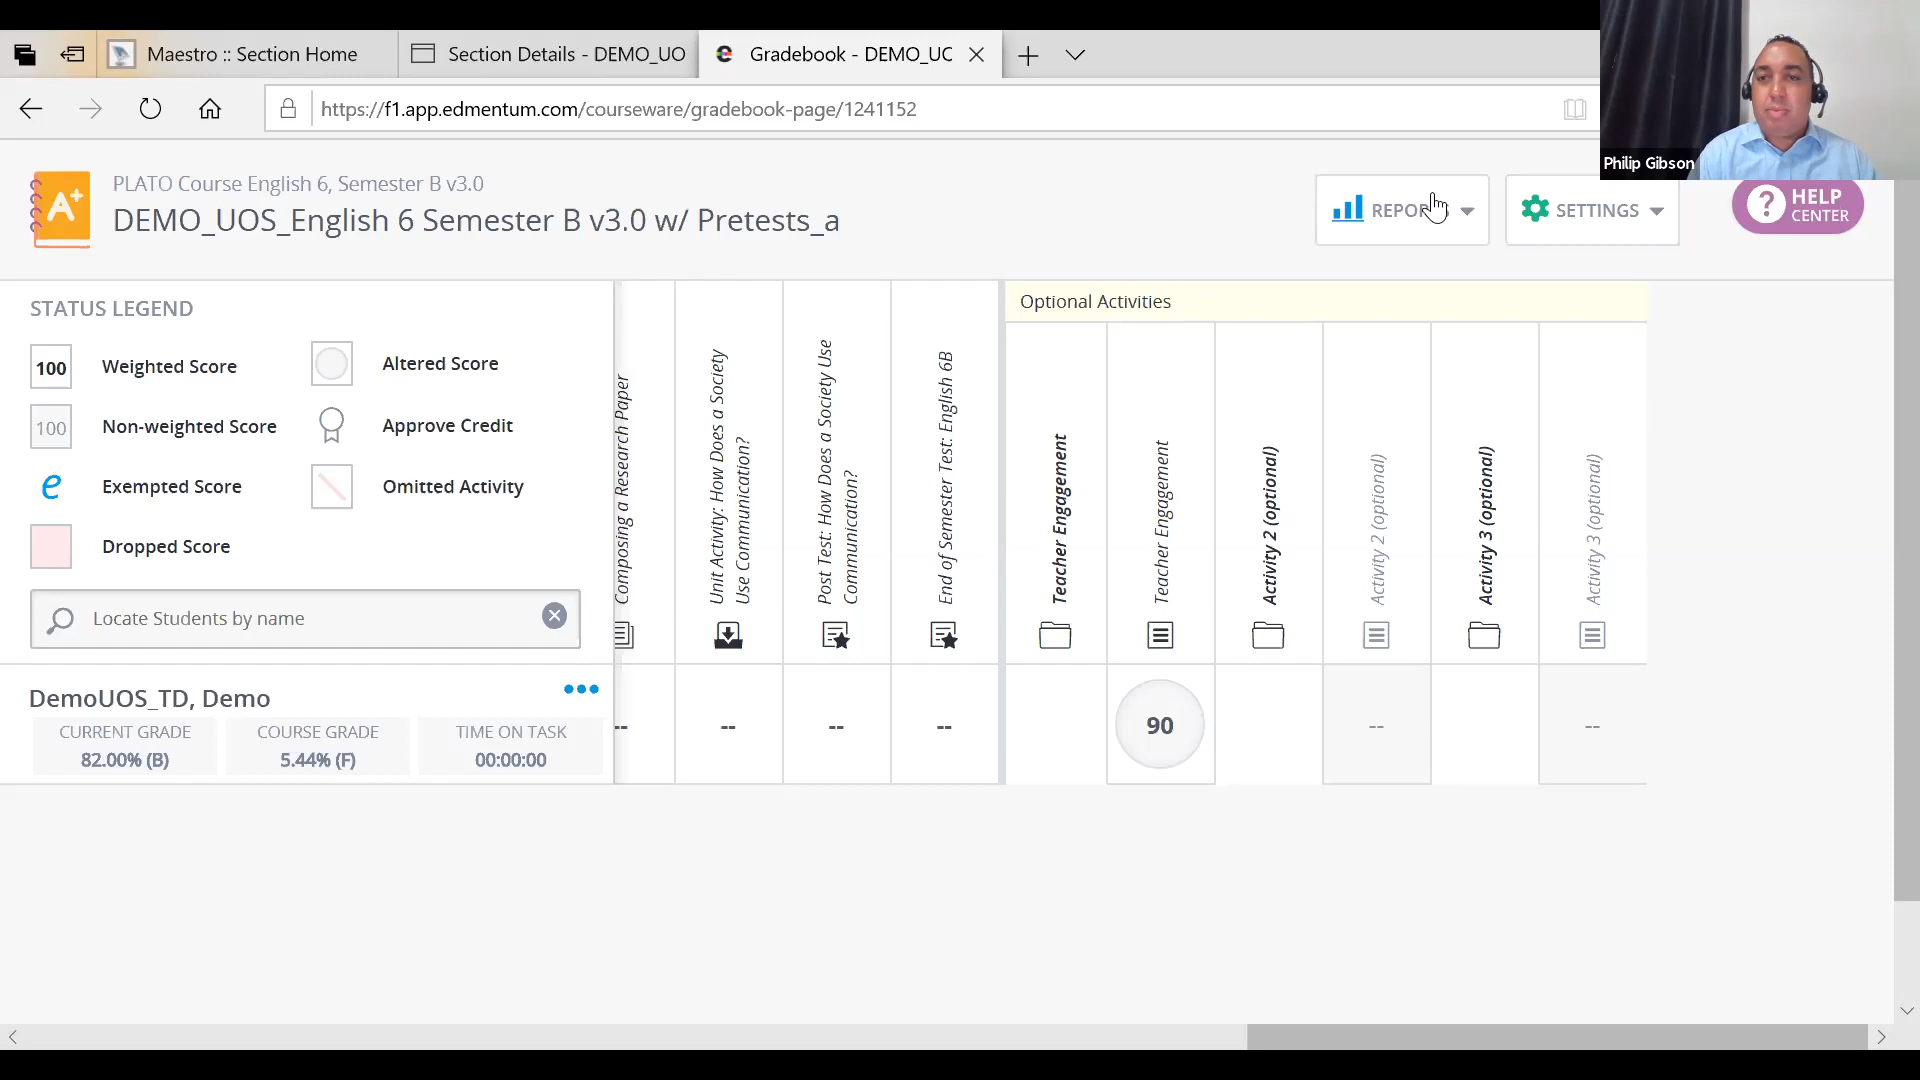 Maestro :: Section Home
Section Details - DEMO_UO
Gradebook - DEMO_UC
https://f1.app.edmentum.com/courseware/gradebook-page/1241152
Philip Gibson
PLATO Course English 6, Semester B v3.0
DEMO_UOS_English 6 Semester B v3.0 w/ Pretests_a
A+
REPO
SETTINGS
? HELP
CENTER
STATUS LEGEND
100 Weighted Score
Altered Score
100 Non-weighted Score
Approve Credit
e Exempted Score
Omitted Activity
Dropped Score
Locate Students by name
Composing a Research Paper
Unit Activity: How Does a Society
Use Communication?
Post Test: How Does a Society Use
Communication?
End of Semester Test: English 6B
Optional Activities
Teacher Engagement
Teacher Engagement
Activity 2 (optional)
Activity 2 (optional)
Activity 3 (optional)
Activity 3 (optional)
DemoUOS_TD, Demo
CURRENT GRADE
82.00% (B)
COURSE GRADE
5.44% (F)
TIME ON TASK
00:00:00
-- -- -- -- 90 -- --